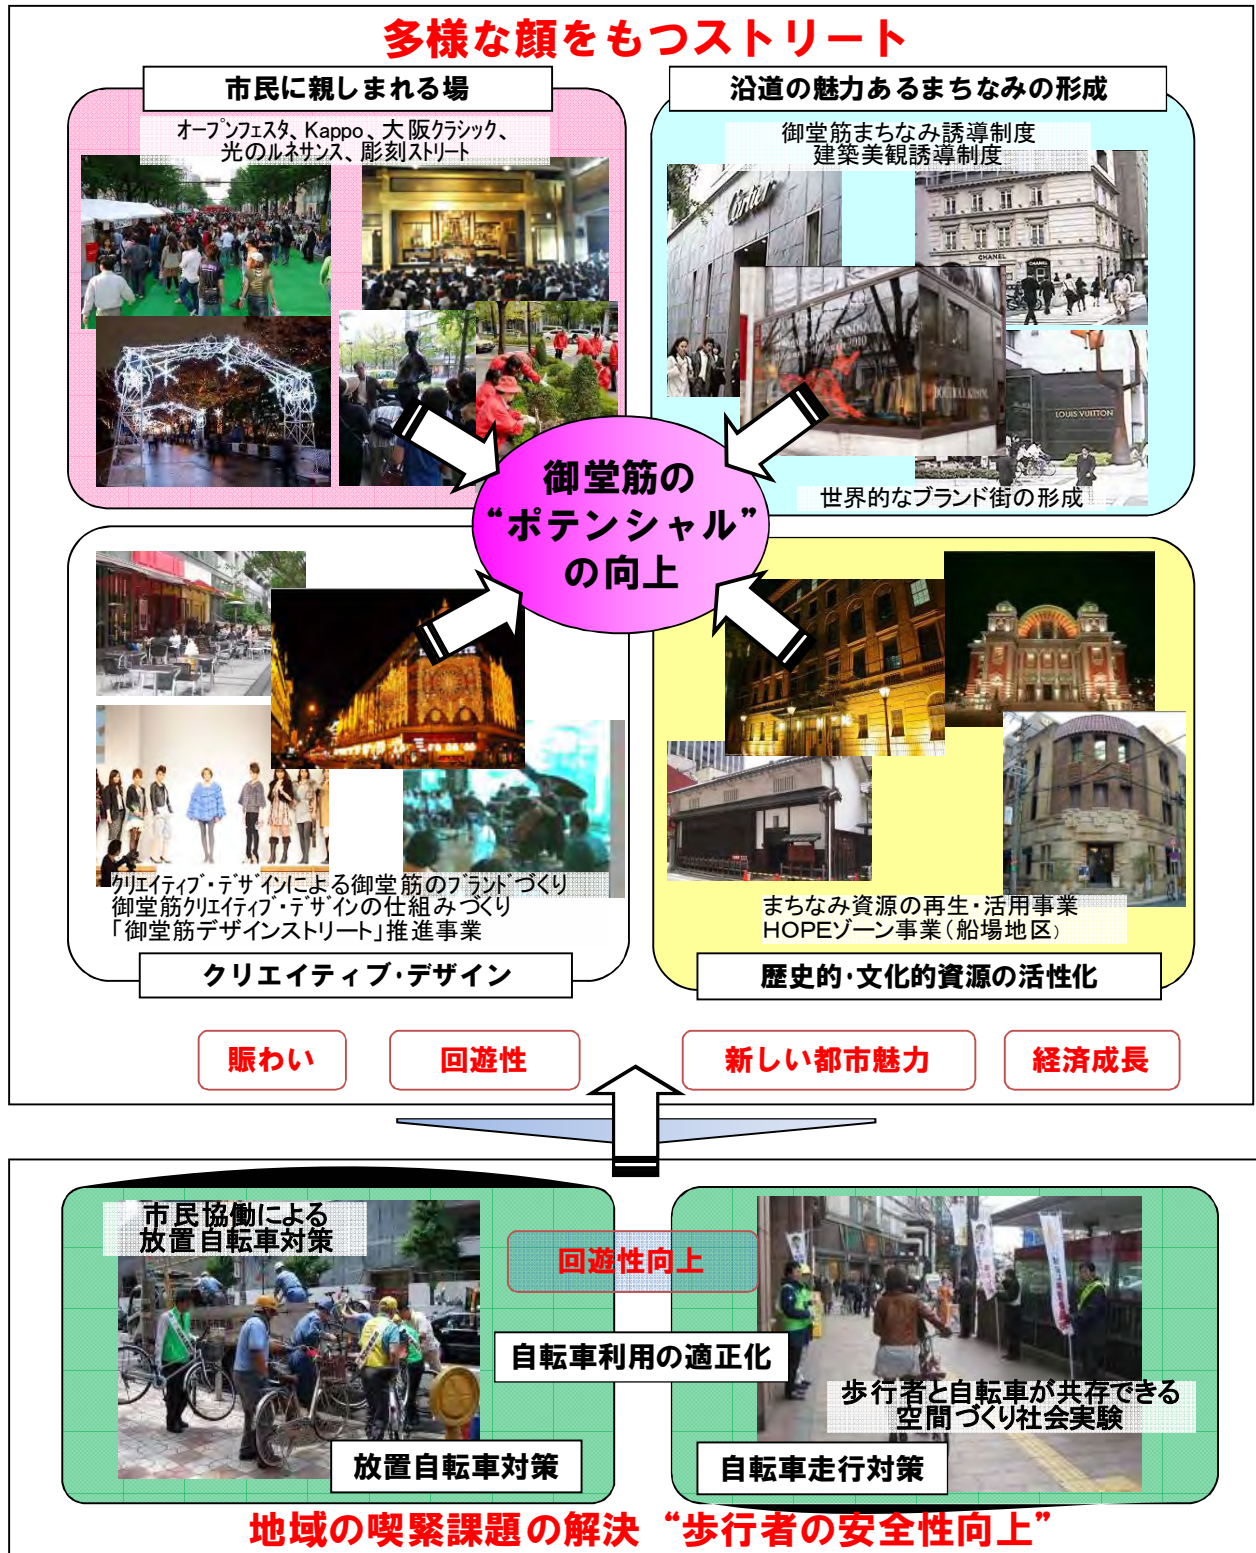 多様な顔をもつストリート
市民に親しまれる場
オープンフェスタ、Kappo、大阪クラシック、
光のルネサンス、彫刻ストリート
沿道の魅力あるまちなみの形成
御堂筋まちなみ誘導制度
建築美観誘導制度
Cartier
CHANEL
LOUIS VUITTON
世界的なブランド街の形成
御堂筋の
“ポテンシャル”
の向上
クリエイティブ・デザインによる御堂筋のブランドづくり
御堂筋クリエイティブ・デザインの仕組みづくり
「御堂筋デザインストリート」推進事業
クリエイティブ・デザイン
まちなみ資源の再生・活用事業
HOPEゾーン事業(船場地区)
歴史的・文化的資源の活性化
賑わい
回遊性
新しい都市魅力
経済成長
市民協働による
放置自転車対策
回遊性向上
自転車利用の適正化
歩行者と自転車が共存できる
空間づくり社会実験
放置自転車対策
自転車走行対策
地域の喫緊課題の解決 “歩行者の安全性向上”